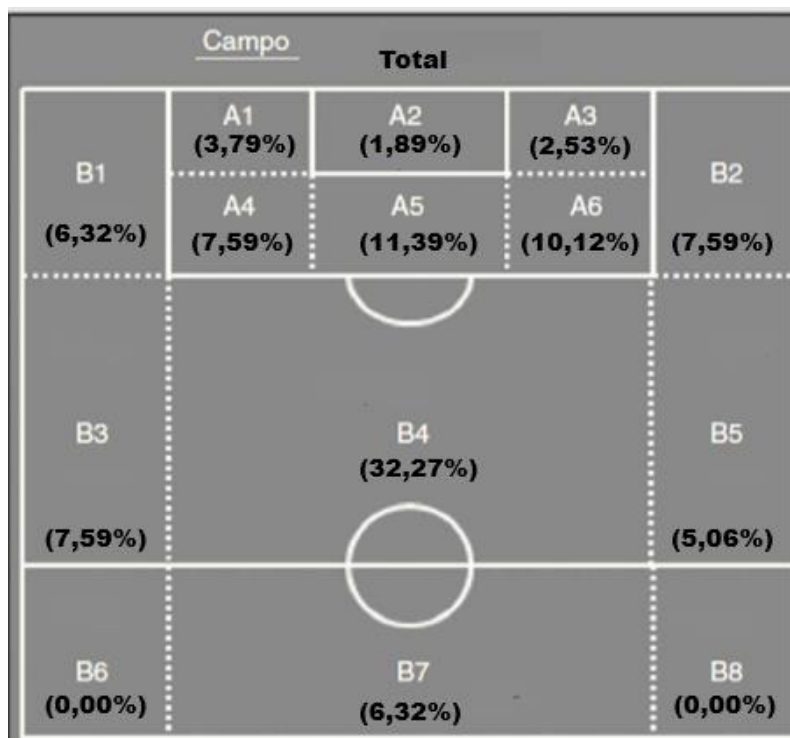 Campo
Total
A1 A2 A3
(3,79%) (1,89%) (2,53%)
B1 B2
A4 A5 A6
(6,32%) (7,59%) (11,39%) (10,12%) (7,59%)
B3 B4 B5
(32,27%)
(7,59%) (5,06%)
B6 B7 B8
(0,00%) (6,32%) (0,00%)